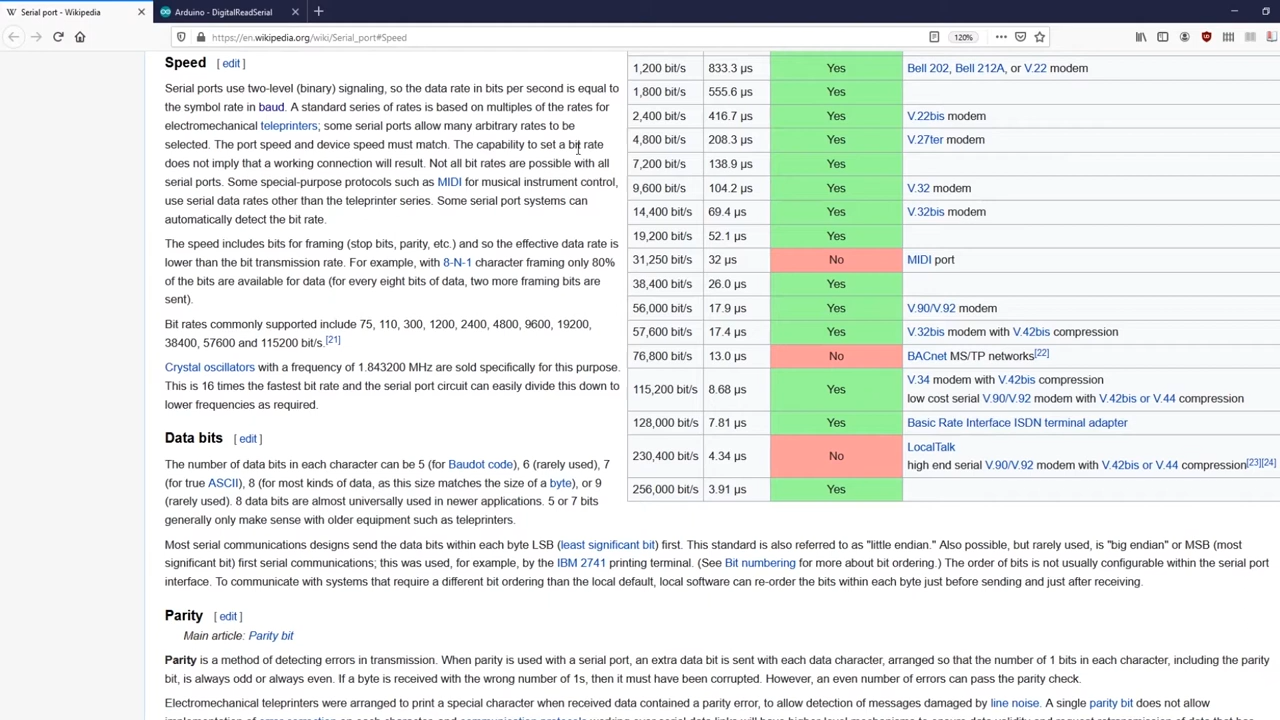 Serial port - Wikipedia
Arduino - DigitalReadSerial
https://en.wikipedia.org/wiki/Serial_port#Speed
120%
Speed [ edit ]
Serial ports use two-level (binary) signaling, so the data rate in bits per second is equal to
the symbol rate in baud. A standard series of rates is based on multiples of the rates for
electromechanical teleprinters; some serial ports allow many arbitrary rates to be
selected. The port speed and device speed must match. The capability to set a bit rate
does not imply that a working connection will result. Not all bit rates are possible with all
serial ports. Some special-purpose protocols such as MIDI for musical instrument control,
use serial data rates other than the teleprinter series. Some serial port systems can
automatically detect the bit rate.
The speed includes bits for framing (stop bits, parity, etc.) and so the effective data rate is
lower than the bit transmission rate. For example, with 8-N-1 character framing only 80%
of the bits are available for data (for every eight bits of data, two more framing bits are
sent).
Bit rates commonly supported include 75, 110, 300, 1200, 2400, 4800, 9600, 19200,
38400, 57600 and 115200 bit/s.[21]
Crystal oscillators with a frequency of 1.843200 MHz are sold specifically for this purpose.
This is 16 times the fastest bit rate and the serial port circuit can easily divide this down to
lower frequencies as required.
1,200 bit/s 833.3 µs Yes Bell 202, Bell 212A, or V.22 modem
1,800 bit/s 555.6 µs Yes
2,400 bit/s 416.7 µs Yes V.22bis modem
4,800 bit/s 208.3 µs Yes V.27ter modem
7,200 bit/s 138.9 µs Yes
9,600 bit/s 104.2 µs Yes V.32 modem
14,400 bit/s 69.4 µs Yes V.32bis modem
19,200 bit/s 52.1 µs Yes
31,250 bit/s 32 µs No MIDI port
38,400 bit/s 26.0 µs Yes
56,000 bit/s 17.9 µs Yes V.90/V.92 modem
57,600 bit/s 17.4 µs Yes V.32bis modem with V.42bis compression
76,800 bit/s 13.0 µs No BACnet MS/TP networks[22]
115,200 bit/s 8.68 µs Yes V.34 modem with V.42bis compression
low cost serial V.90/V.92 modem with V.42bis or V.44 compression
128,000 bit/s 7.81 µs Yes Basic Rate Interface ISDN terminal adapter
230,400 bit/s 4.34 µs No LocalTalk
high end serial V.90/V.92 modem with V.42bis or V.44 compression[23][24]
256,000 bit/s 3.91 µs Yes
Data bits [ edit ]
The number of data bits in each character can be 5 (for Baudot code), 6 (rarely used), 7
(for true ASCII), 8 (for most kinds of data, as this size matches the size of a byte), or 9
(rarely used). 8 data bits are almost universally used in newer applications. 5 or 7 bits
generally only make sense with older equipment such as teleprinters.
Most serial communications designs send the data bits within each byte LSB (least significant bit) first. This standard is also referred to as "little endian." Also possible, but rarely used, is "big endian" or MSB (most
significant bit) first serial communications; this was used, for example, by the IBM 2741 printing terminal. (See Bit numbering for more about bit ordering.) The order of bits is not usually configurable within the serial port
interface. To communicate with systems that require a different bit ordering than the local default, local software can re-order the bits within each byte just before sending and just after receiving.
Parity [ edit ]
Main article: Parity bit
Parity is a method of detecting errors in transmission. When parity is used with a serial port, an extra data bit is sent with each data character, arranged so that the number of 1 bits in each character, including the parity
bit, is always odd or always even. If a byte is received with the wrong number of 1s, then it must have been corrupted. However, an even number of errors can pass the parity check.
Electromechanical teleprinters were arranged to print a special character when received data contained a parity error, to allow detection of messages damaged by line noise. A single parity bit does not allow